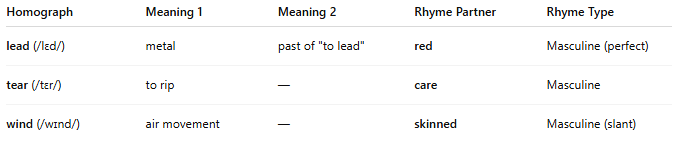 Homograph Meaning 1 Meaning 2 Rhyme Partner Rhyme Type
lead (/lɛd/) metal past of "to lead" red Masculine (perfect)
tear (/tɛr/) to rip — care Masculine
wind (/wɪnd/) air movement — skinned Masculine (slant)